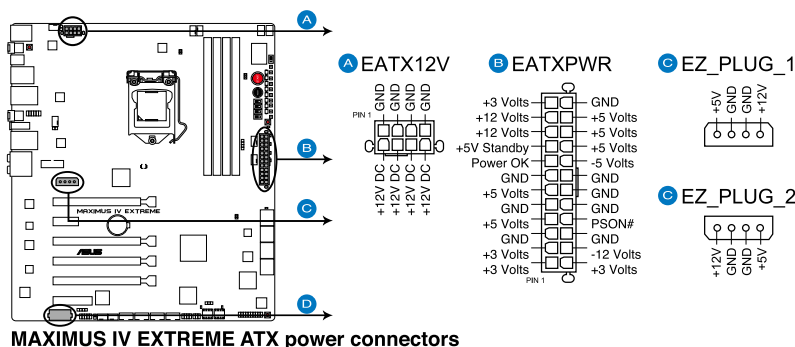 A
B
C
D
MAXIMUS IV EXTREME
ASUS
A EATX12V
GND
GND
GND
GND
PIN 1
+12V DC
+12V DC
+12V DC
+12V DC
B EATXPWR
+3 Volts GND
+12 Volts +5 Volts
+12 Volts +5 Volts
+5V Standby +5 Volts
Power OK -5 Volts
GND GND
+5 Volts GND
GND GND
+5 Volts PSON#
GND GND
+3 Volts -12 Volts
+3 Volts +3 Volts
PIN 1
C EZ_PLUG_1
+5V
GND
GND
+12V
C EZ_PLUG_2
+12V
GND
GND
+5V
MAXIMUS IV EXTREME ATX power connectors